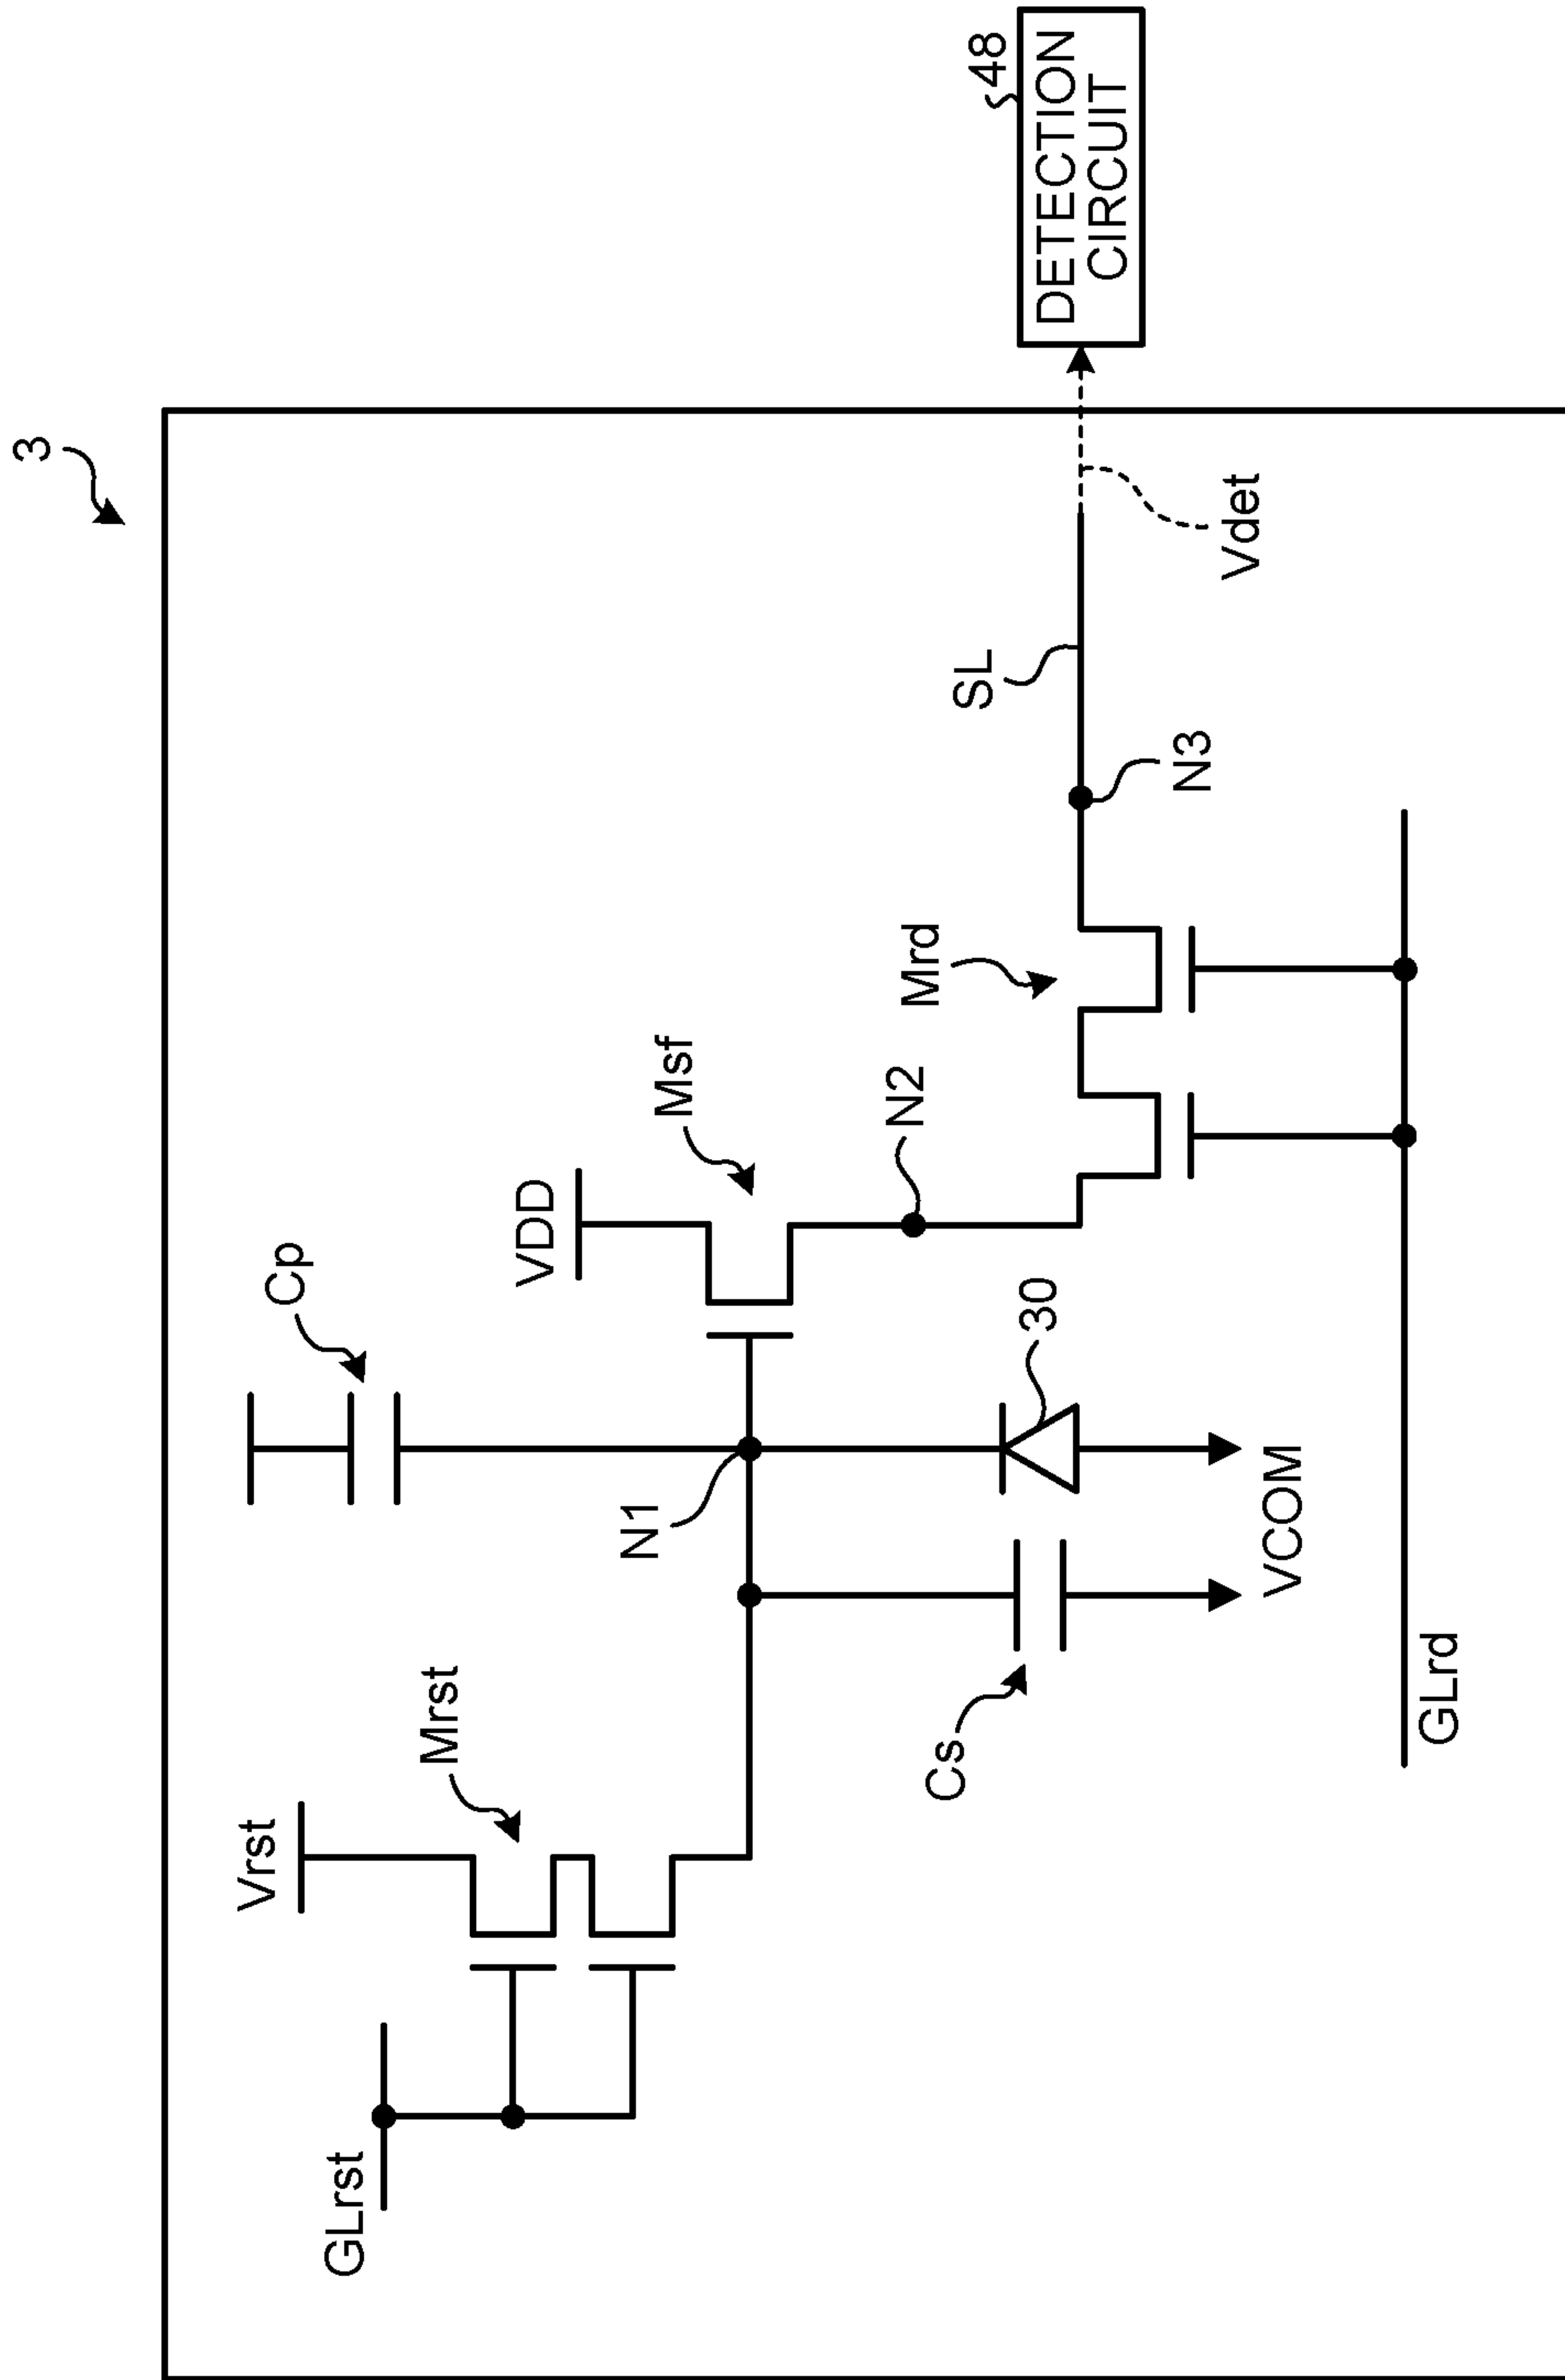 3
Vrst
GLrst
Mrst
Cp
VDD
Msf
N1
N2
Cs
30
VCOM
Mrd
SL
N3
Vdet
GLrd
48
DETECTION
CIRCUIT